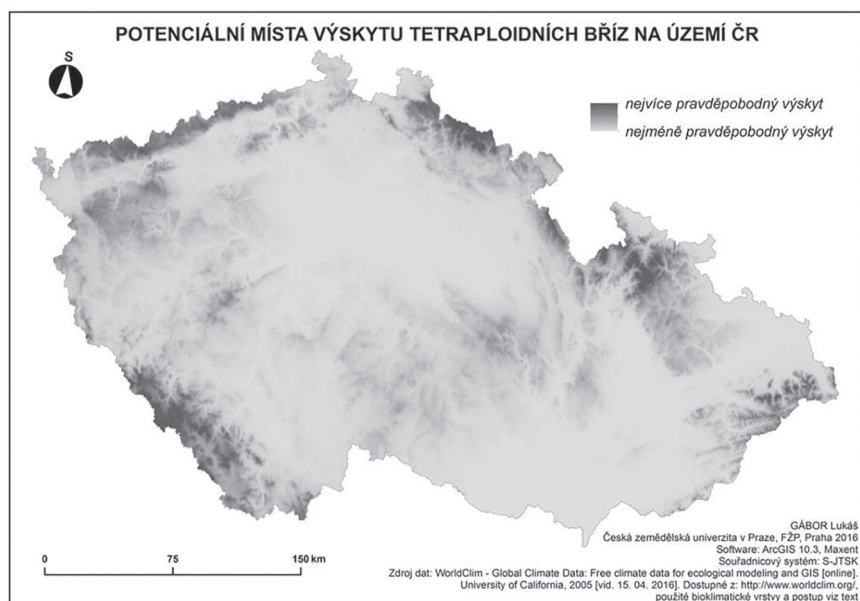 POTENCIÁLNÍ MÍSTA VÝSKYTU TETRAPLOIDNÍCH BŘÍZ NA ÚZEMÍ ČR
S
nejvíce pravděpobodný výskyt
nejméně pravděpobodný výskyt
0 75 150 km
GÁBOR Lukáš
Česká zemědělská univerzita v Praze, FŽP, Praha 2016
Software: ArcGIS 10.3, Maxent
Souřadnicový systém: S-JTSK
Zdroj dat: WorldClim - Global Climate Data: Free climate data for ecological modeling and GIS [online].
University of California, 2005 [vid. 15. 04. 2016]. Dostupné z: http://www.worldclim.org/,
použité bioklimatické vrstvy a postup viz text